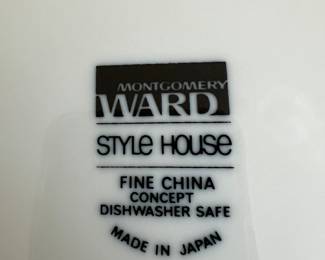 MONTGOMERY
WARD
STYLE HOUSE
FINE CHINA
CONCEPT
DISHWASHER SAFE
MADE IN JAPAN